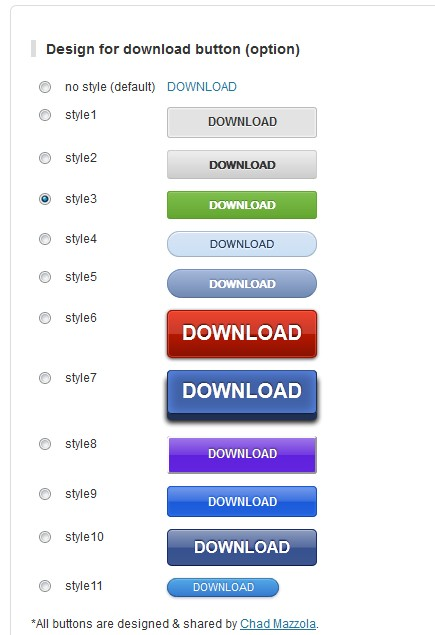 Design for download button (option)
no style (default) DOWNLOAD
style1 DOWNLOAD
style2 DOWNLOAD
style3 DOWNLOAD
style4 DOWNLOAD
style5 DOWNLOAD
style6 DOWNLOAD
style7 DOWNLOAD
style8 DOWNLOAD
style9 DOWNLOAD
style10 DOWNLOAD
style11 DOWNLOAD
*All buttons are designed & shared by Chad Mazzola.